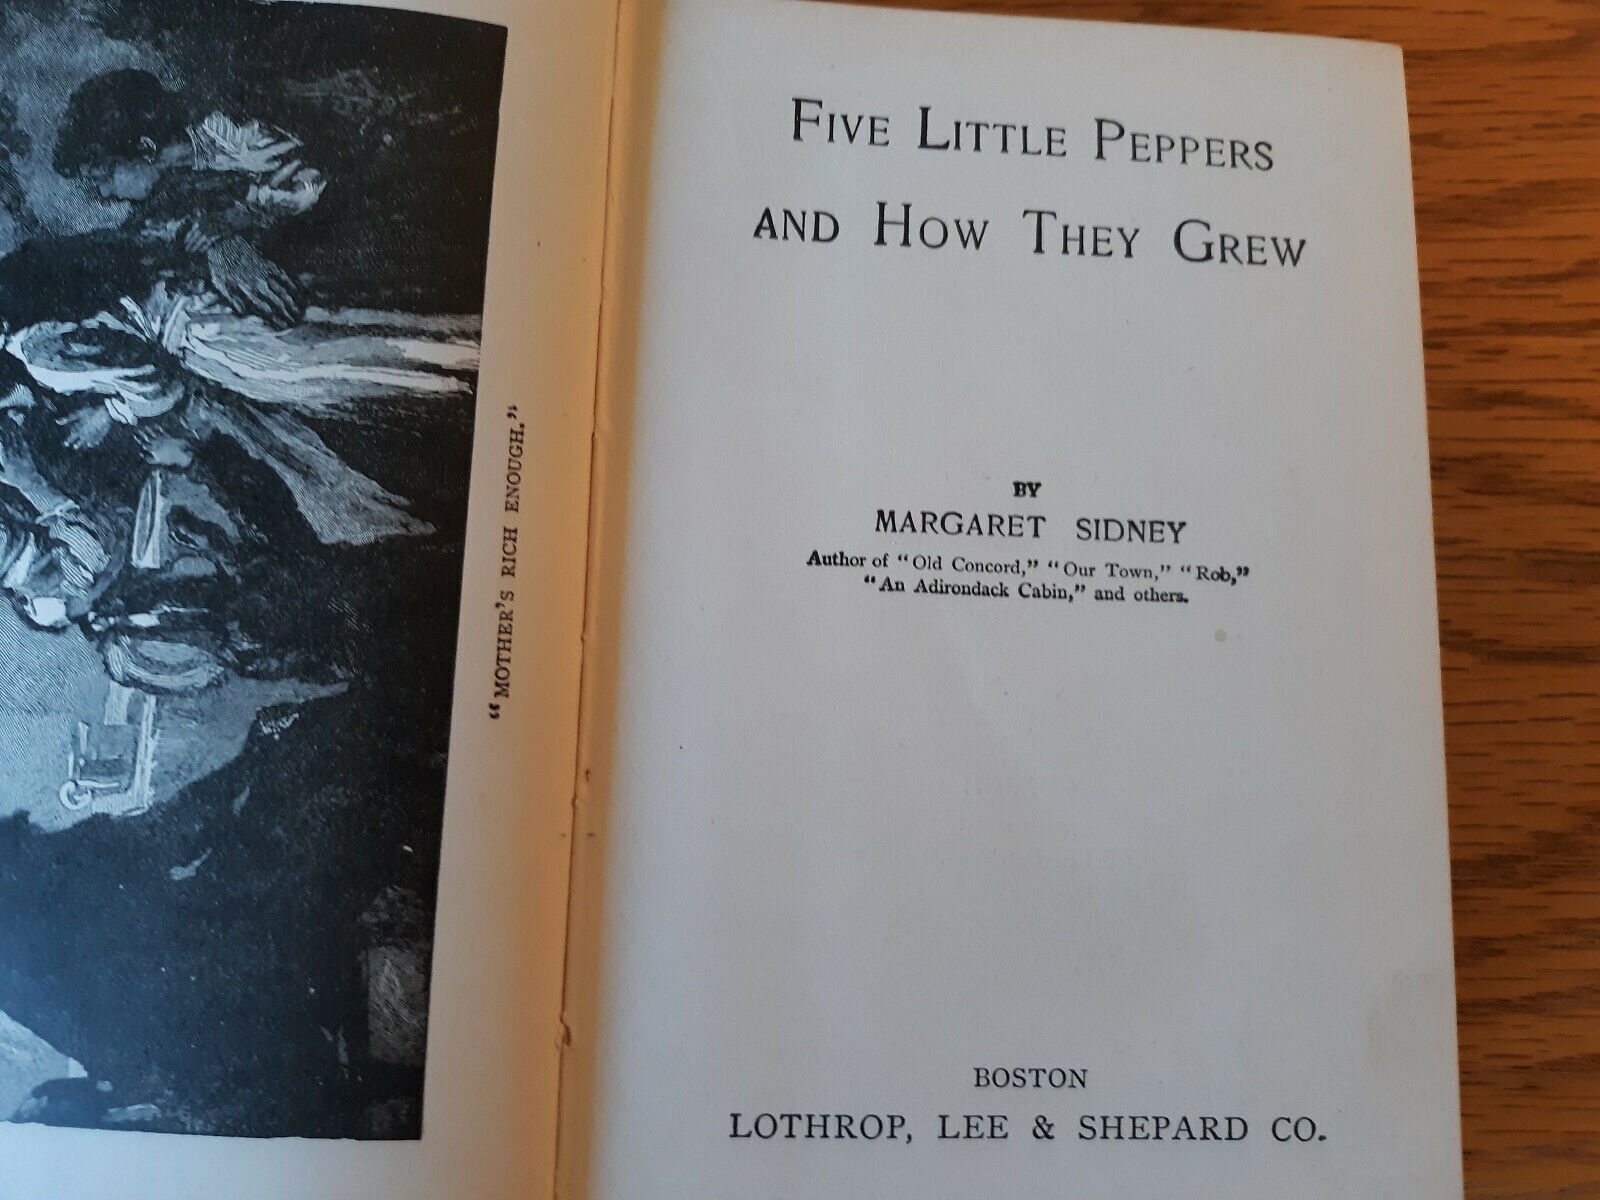 "MOTHER'S RICH ENOUGH."
FIVE LITTLE PEPPERS
AND HOW THEY GREW
BY
MARGARET SIDNEY
Author of "Old Concord," "Our Town," "Rob,"
"An Adirondack Cabin," and others.
BOSTON
LOTHROP, LEE & SHEPARD CO.